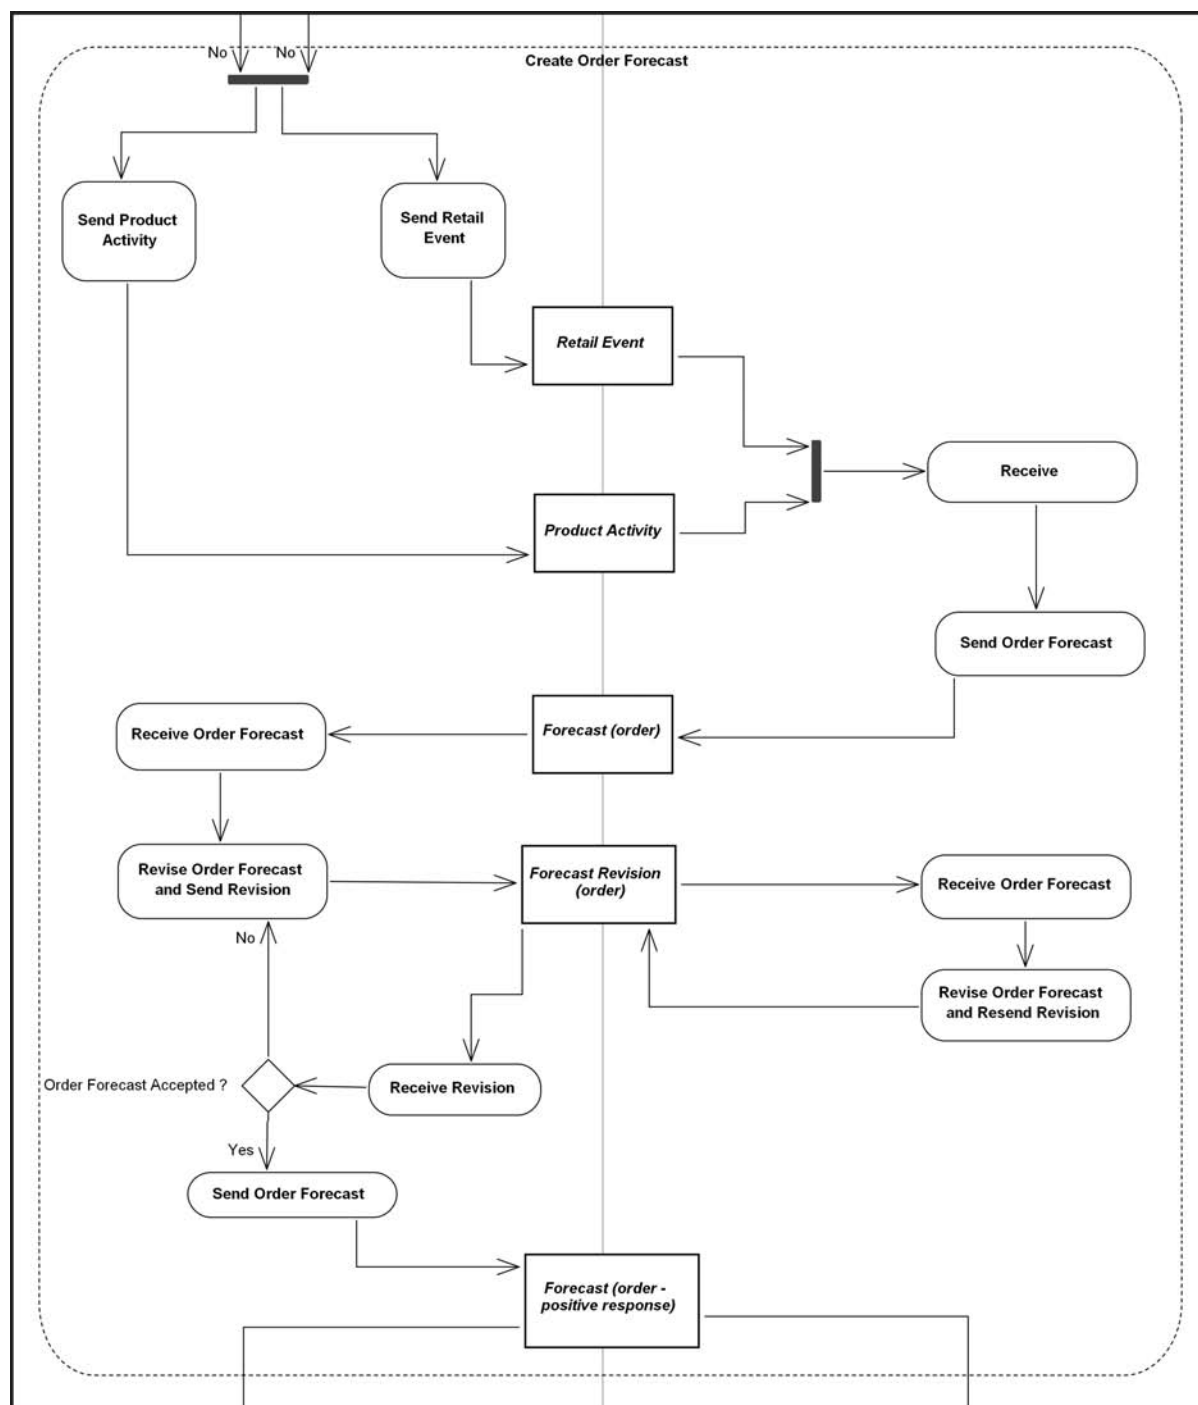 No
No
Create Order Forecast
Send Product
Activity
Send Retail
Event
Retail Event
Receive
Product Activity
Send Order Forecast
Receive Order Forecast
Forecast (order)
Revise Order Forecast
and Send Revision
Forecast Revision
(order)
Receive Order Forecast
No
Revise Order Forecast
and Resend Revision
Order Forecast Accepted ?
Receive Revision
Yes
Send Order Forecast
Forecast (order -
positive response)